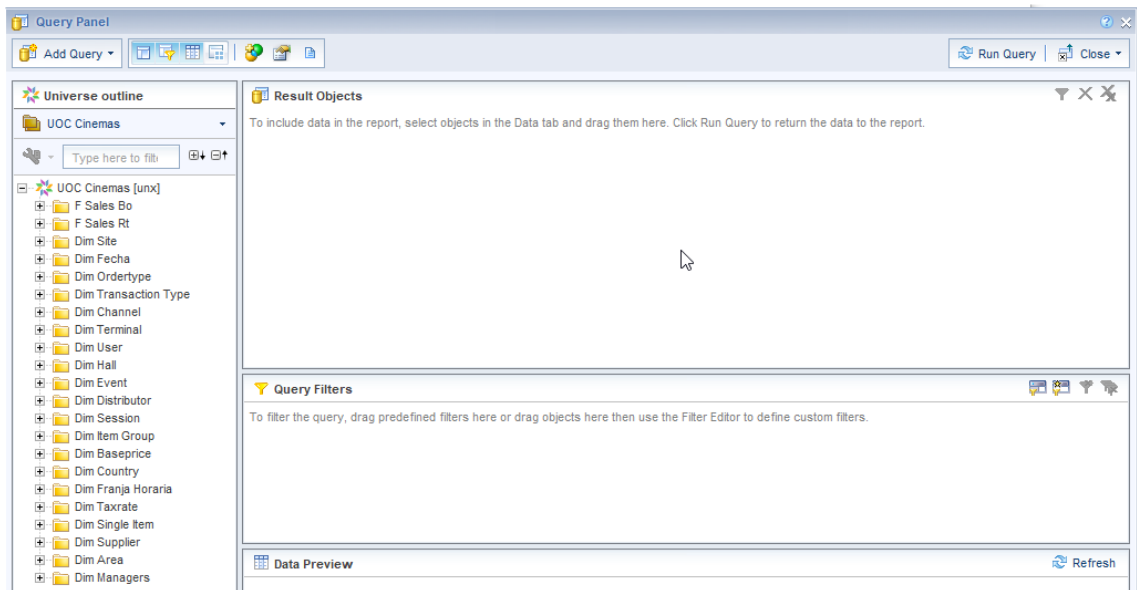 Query Panel
Add Query
Run Query
Close
Universe outline
UOC Cinemas
Type here to filt
UOC Cinemas [unx]
F Sales Bo
F Sales Rt
Dim Site
Dim Fecha
Dim Ordertype
Dim Transaction Type
Dim Channel
Dim Terminal
Dim User
Dim Hall
Dim Event
Dim Distributor
Dim Session
Dim Item Group
Dim Baseprice
Dim Country
Dim Franja Horaria
Dim Taxrate
Dim Single Item
Dim Supplier
Dim Area
Dim Managers
Result Objects
To include data in the report, select objects in the Data tab and drag them here. Click Run Query to return the data to the report.
Query Filters
To filter the query, drag predefined filters here or drag objects here then use the Filter Editor to define custom filters.
Data Preview
Refresh